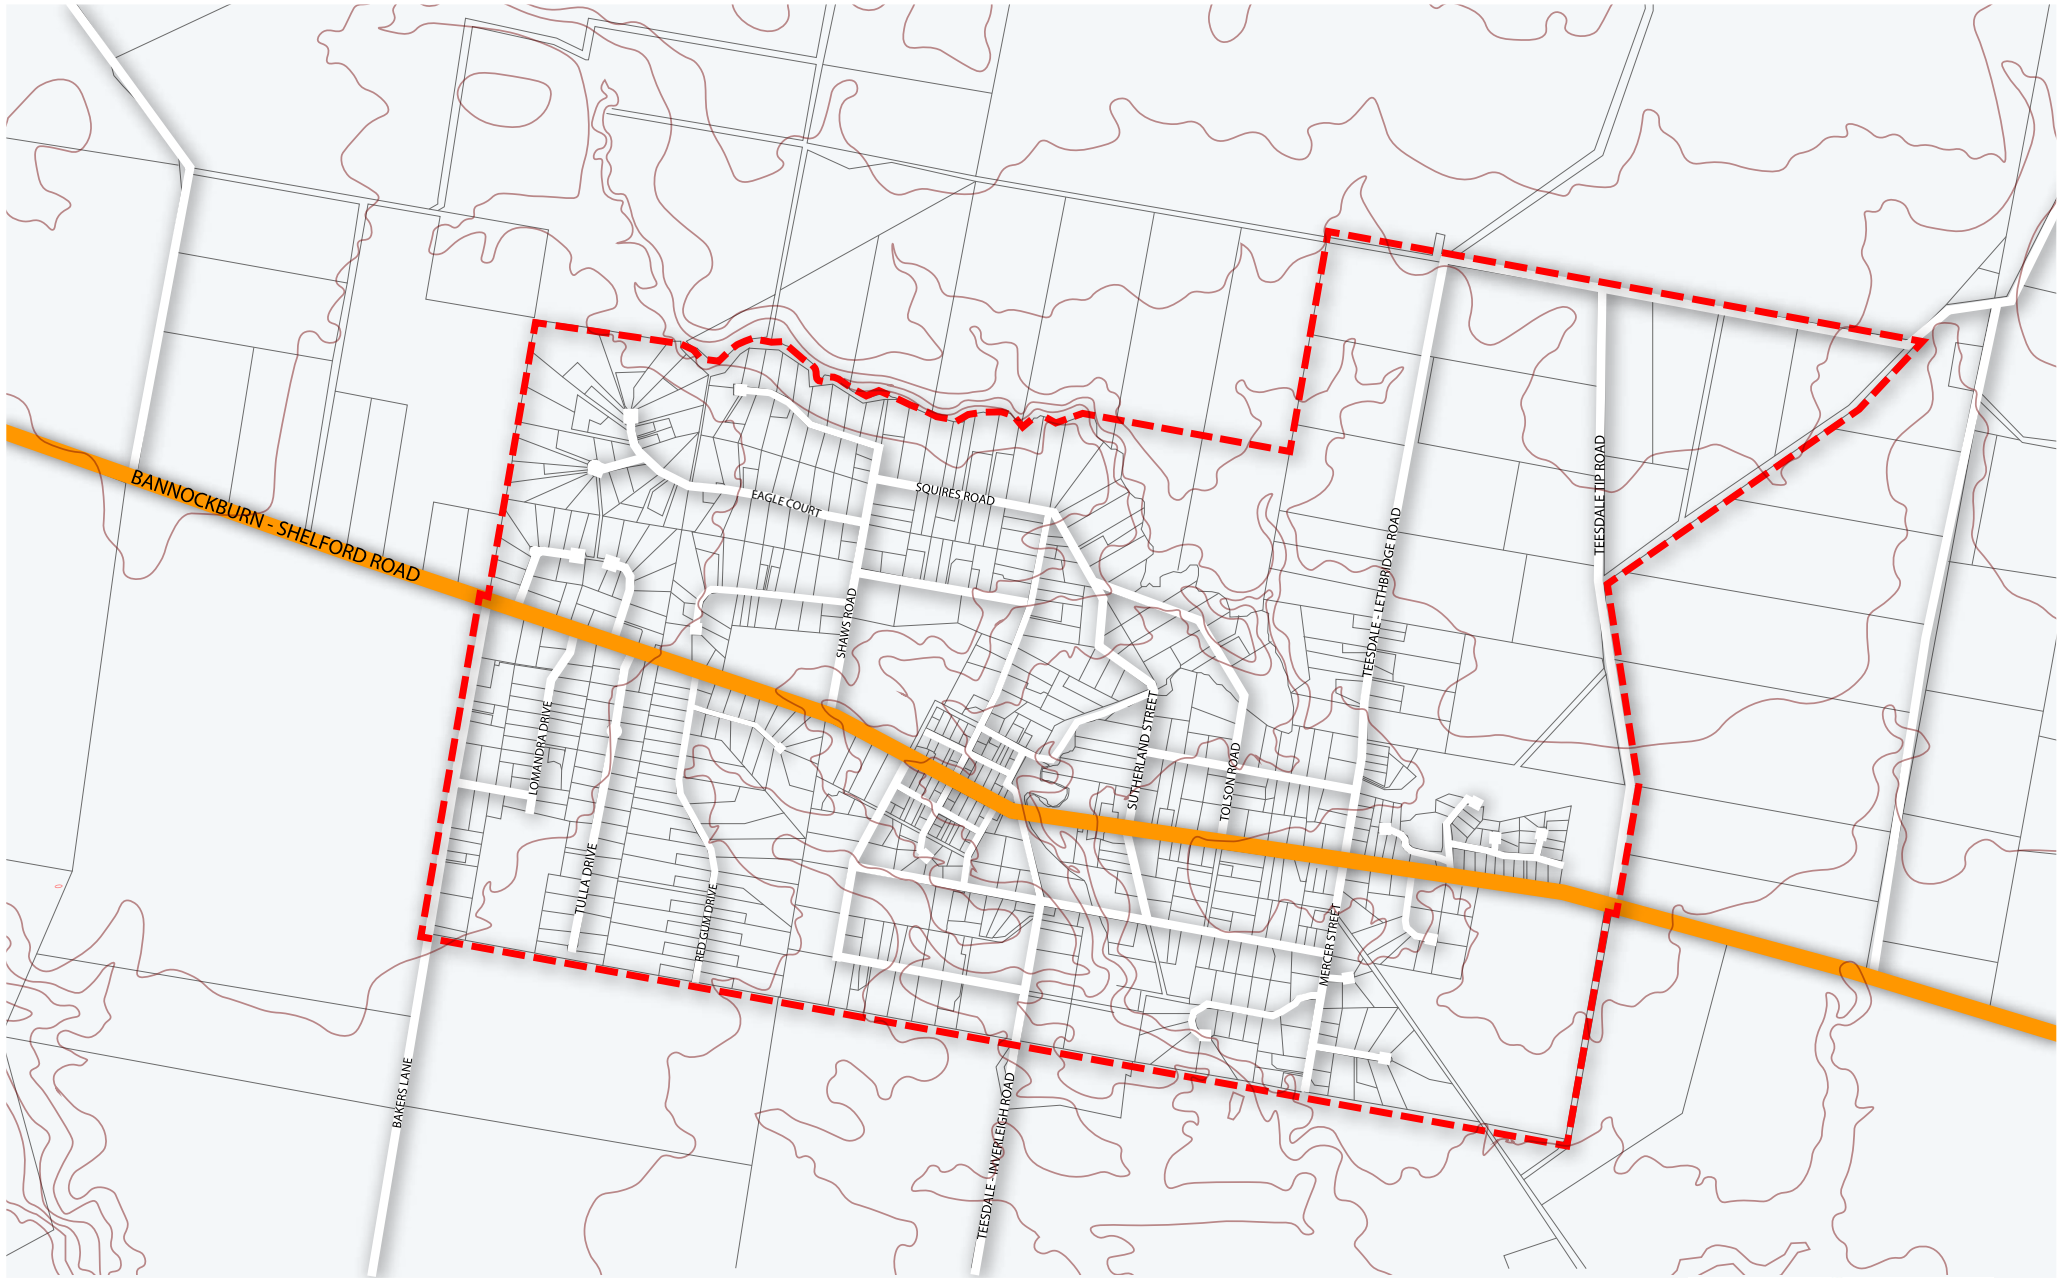 BANNOCKBURN - SHELFORD ROAD
EAGLE COURT
SQUIRES ROAD
TEESDALE TIP ROAD
TEESDALE - LETHBRIDGE ROAD
SHAWS ROAD
LOMANDRA DRIVE
SUTHERLAND STREET
TOLSON ROAD
TULLA DRIVE
RED GUM DRIVE
MERCER STREET
BAKERS LANE
TEESDALE - INVERLEIGH ROAD